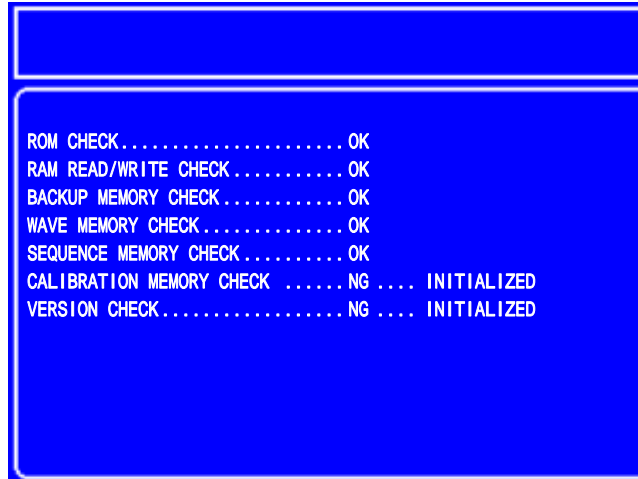 ROM CHECK......................OK
RAM READ/WRITE CHECK...........OK
BACKUP MEMORY CHECK............OK
WAVE MEMORY CHECK..............OK
SEQUENCE MEMORY CHECK..........OK
CALIBRATION MEMORY CHECK ......NG .... INITIALIZED
VERSION CHECK..................NG .... INITIALIZED